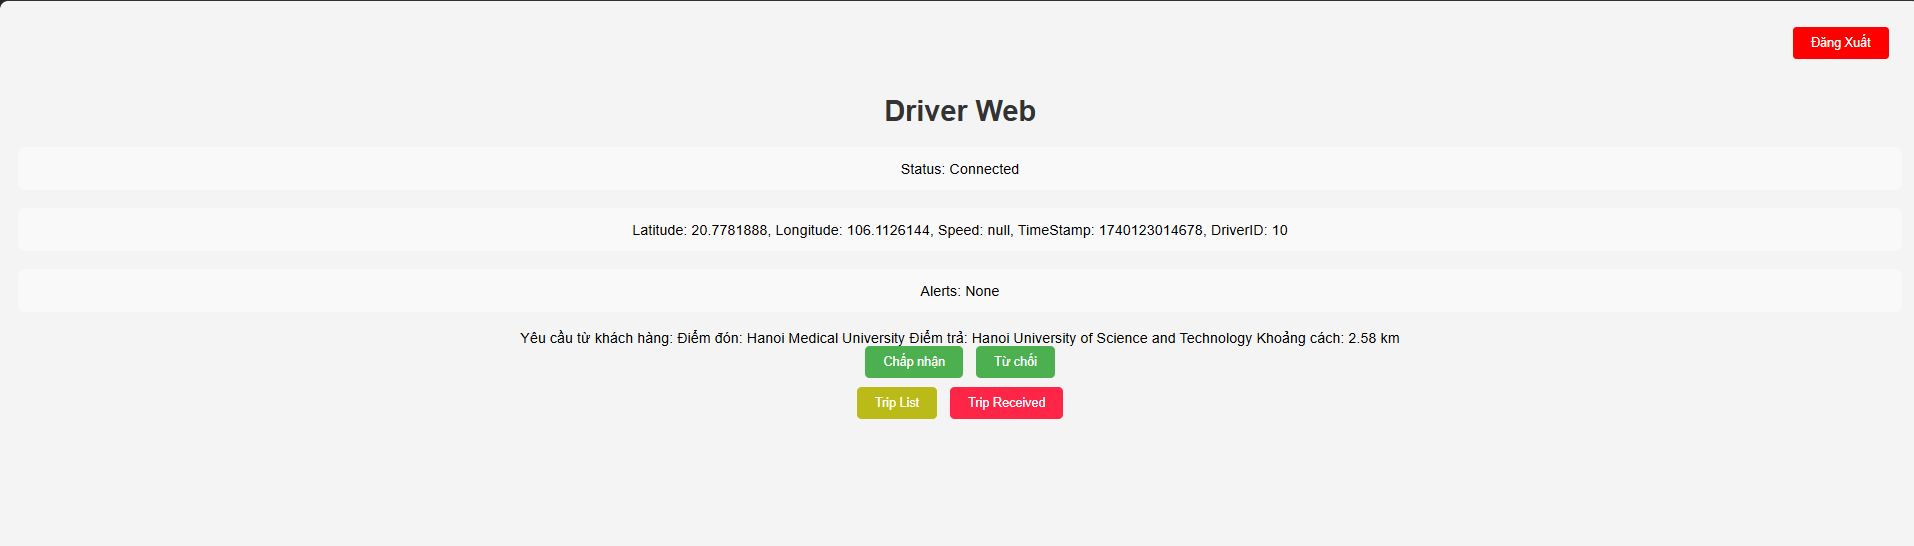 Đăng Xuất
Driver Web
Status: Connected
Latitude: 20.7781888, Longitude: 106.1126144, Speed: null, TimeStamp: 1740123014678, DriverID: 10
Alerts: None
Yêu cầu từ khách hàng: Điểm đón: Hanoi Medical University Điểm trả: Hanoi University of Science and Technology Khoảng cách: 2.58 km
Chấp nhận Từ chối
Trip List Trip Received